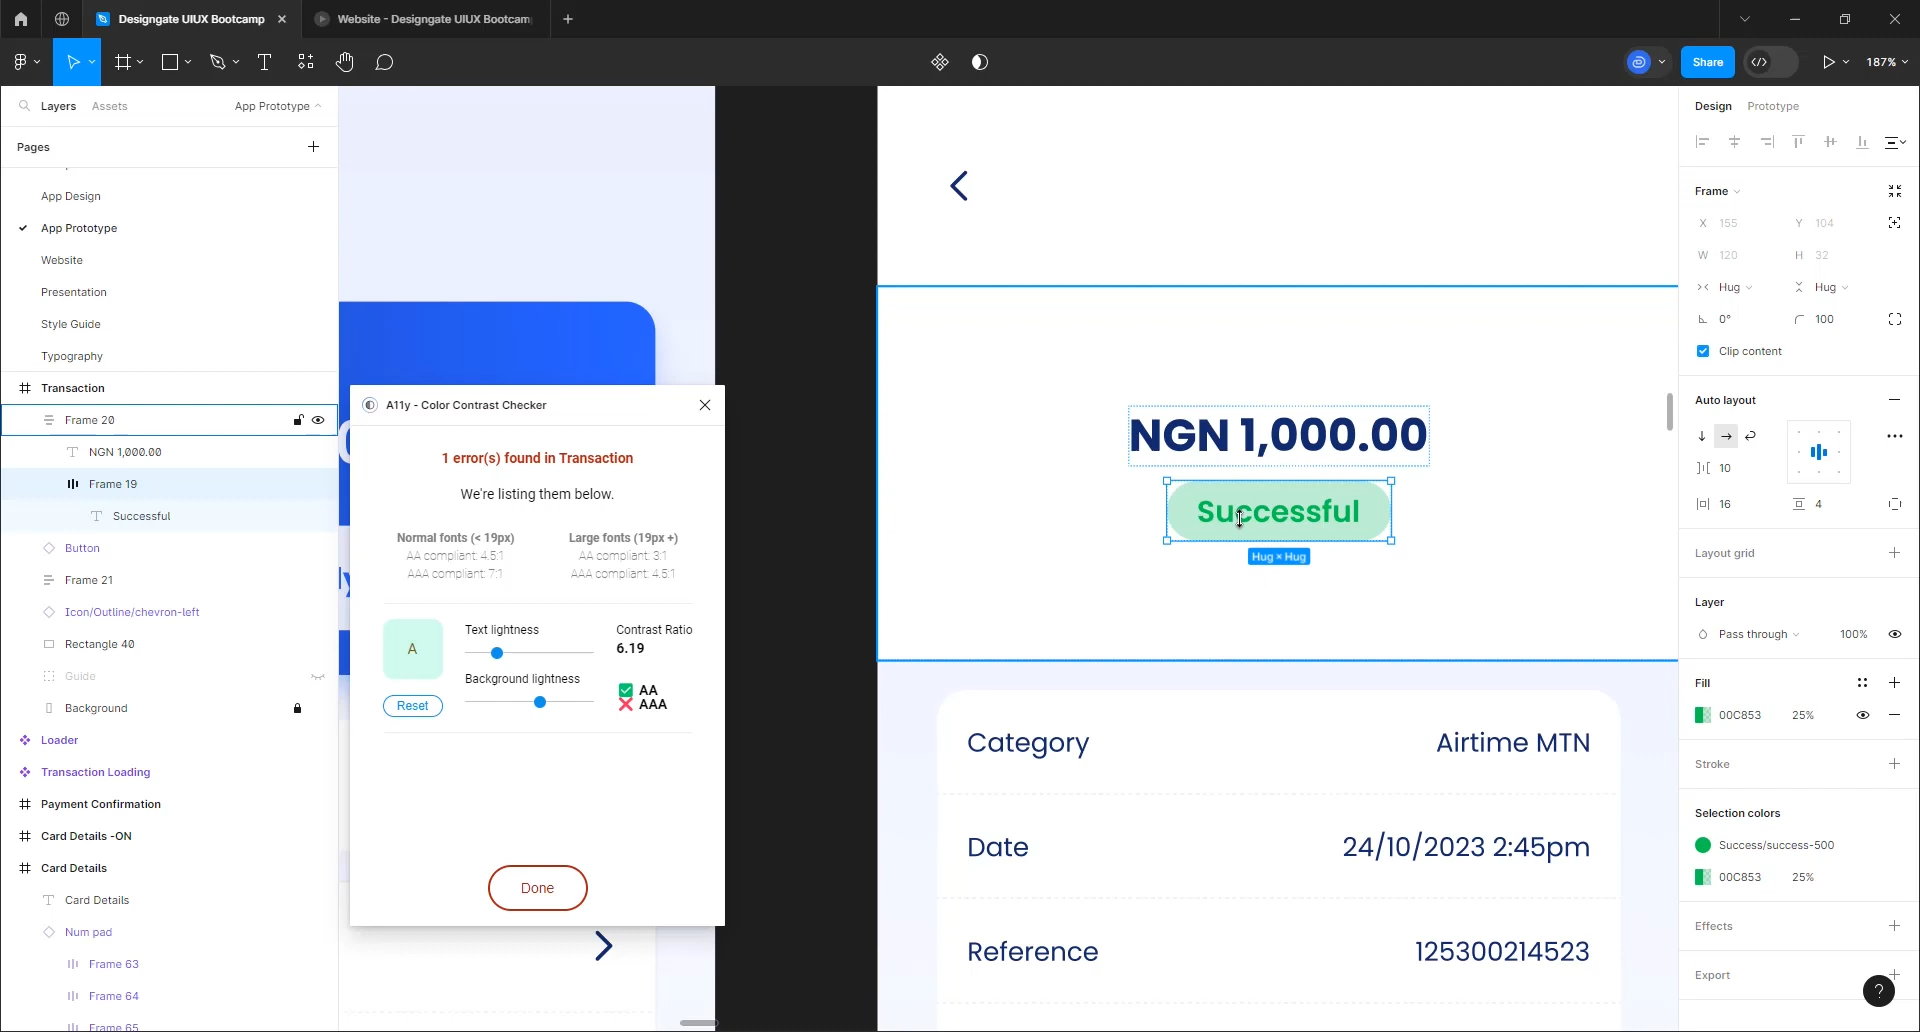 Designgate UIUX Bootcamp
Website - Designgate UIUX Bootcamp
Share
187%
Layers
Assets
App Prototype
Pages
App Design
App Prototype
Website
Presentation
Style Guide
Typography
Transaction
Frame 20
NGN 1,000.00
Frame 19
Successful
Button
Frame 21
Icon/Outline/chevron-left
Rectangle 40
Guide
Background
Loader
Transaction Loading
Payment Confirmation
Card Details -ON
Card Details
Card Details
Num pad
Frame 63
Frame 64
Frame 65
A11y - Color Contrast Checker
1 error(s) found in Transaction
We're listing them below.
Normal fonts (< 19px)
AA compliant: 4.5:1
AAA compliant: 7:1
Large fonts (19px +)
AA compliant: 3:1
AAA compliant: 4.5:1
A
Reset
Text lightness
Background lightness
Contrast Ratio
6.19
AA
AAA
Done
NGN 1,000.00
Successful
Hug × Hug
Category
Airtime MTN
Date
24/10/2023 2:45pm
Reference
125300214523
Design
Prototype
Frame
X 155
Y 104
W 120
H 32
Hug
Hug
0°
100
Clip content
Auto layout
10
16
4
Layout grid
Layer
Pass through
100%
Fill
00C853
25%
Stroke
Selection colors
Success/success-500
00C853
25%
Effects
Export
?